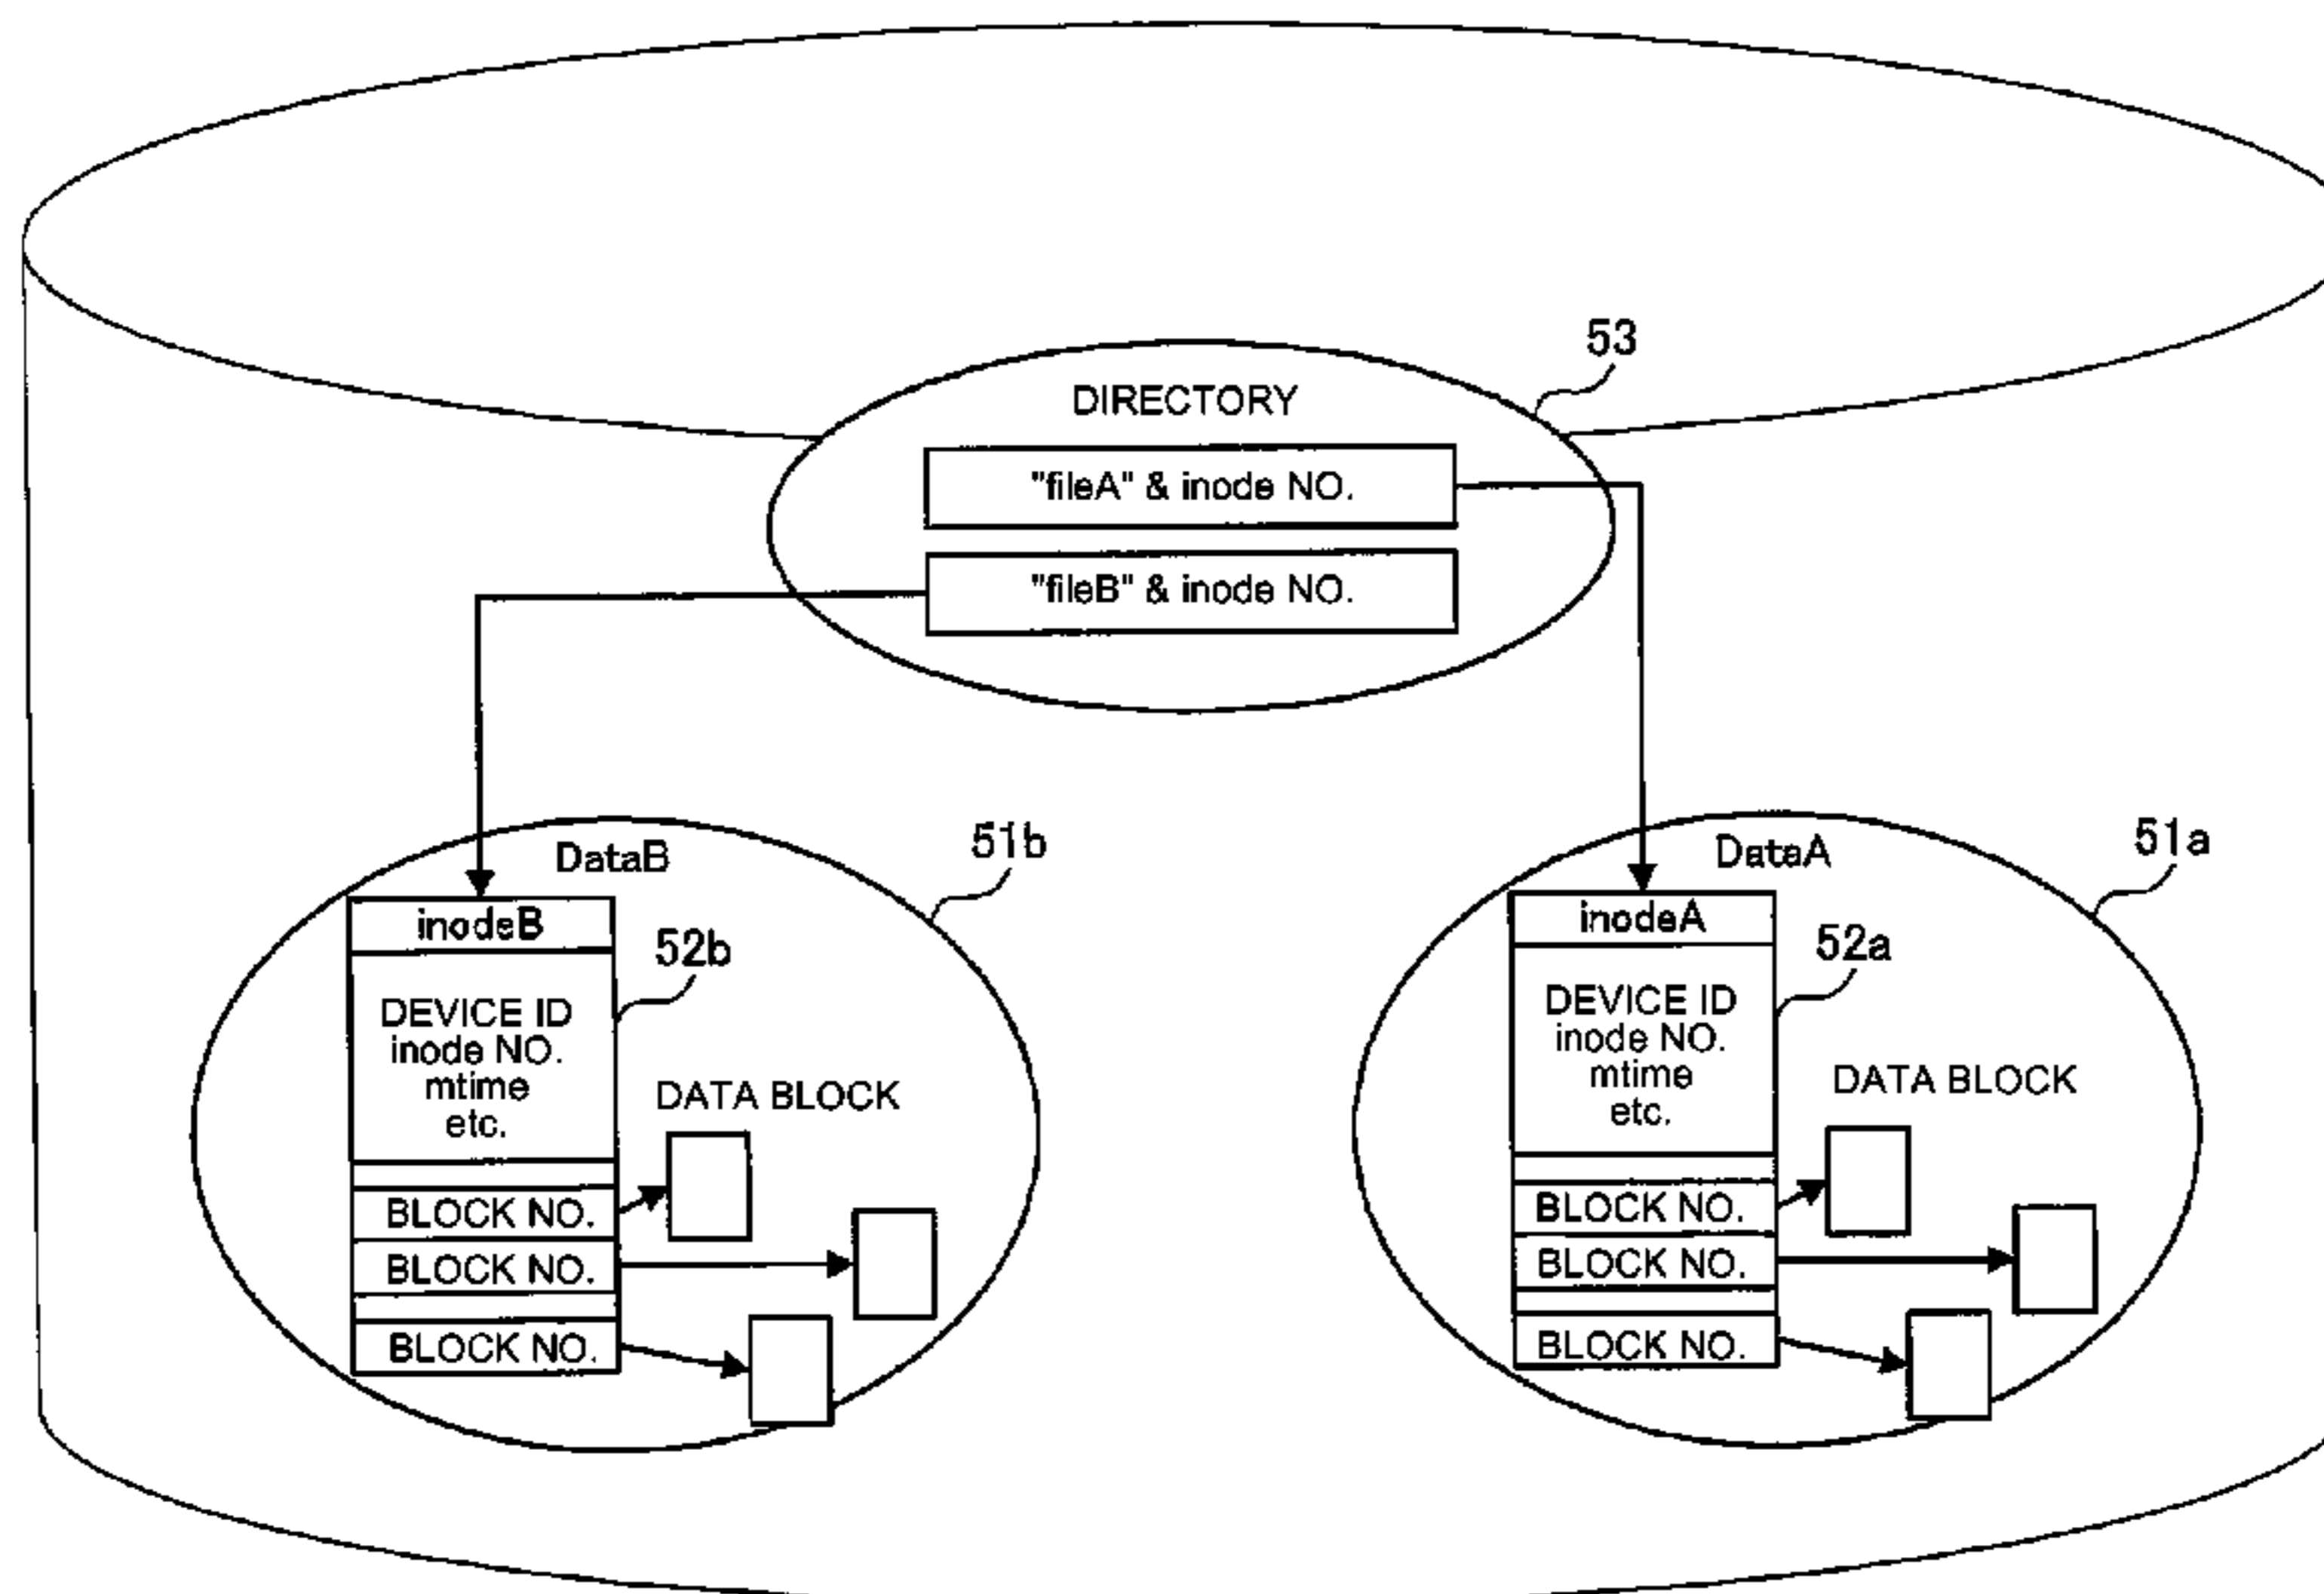 53
DIRECTORY
"fileA" & inode NO.
"fileB" & inode NO.
51b
DataB
inodeB
52b
DEVICE ID
inode NO.
mtime
etc.
DATA BLOCK
BLOCK NO.
BLOCK NO.
BLOCK NO.
51a
DataA
inodeA
52a
DEVICE ID
inode NO.
mtime
etc.
DATA BLOCK
BLOCK NO.
BLOCK NO.
BLOCK NO.